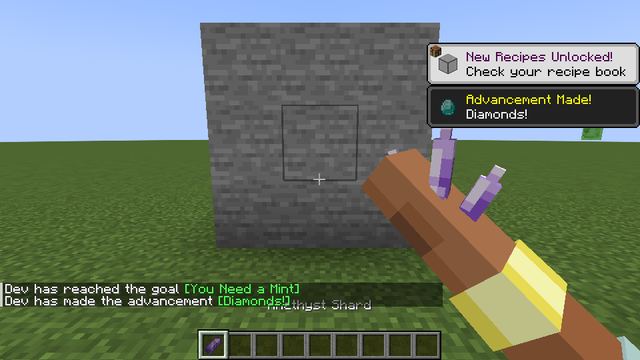 New Recipes Unlocked!
Check your recipe book
Advancement Made!
Diamonds!
Dev has reached the goal [You Need a Mint]
Dev has made the advancement [Diamonds!]
Amethyst Shard